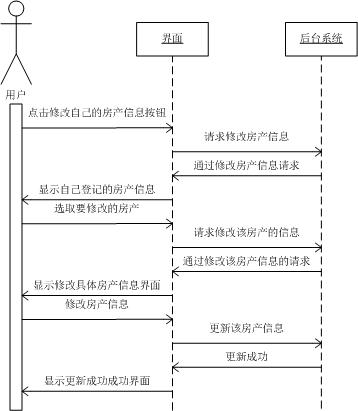 界面
后台系统
用户
点击修改自己的房产信息按钮
请求修改房产信息
通过修改房产信息请求
显示自己登记的房产信息
选取要修改的房产
请求修改该房产的信息
通过修改该房产信息的请求
显示修改具体房产信息界面
修改房产信息
更新该房产信息
更新成功
显示更新成功成功界面